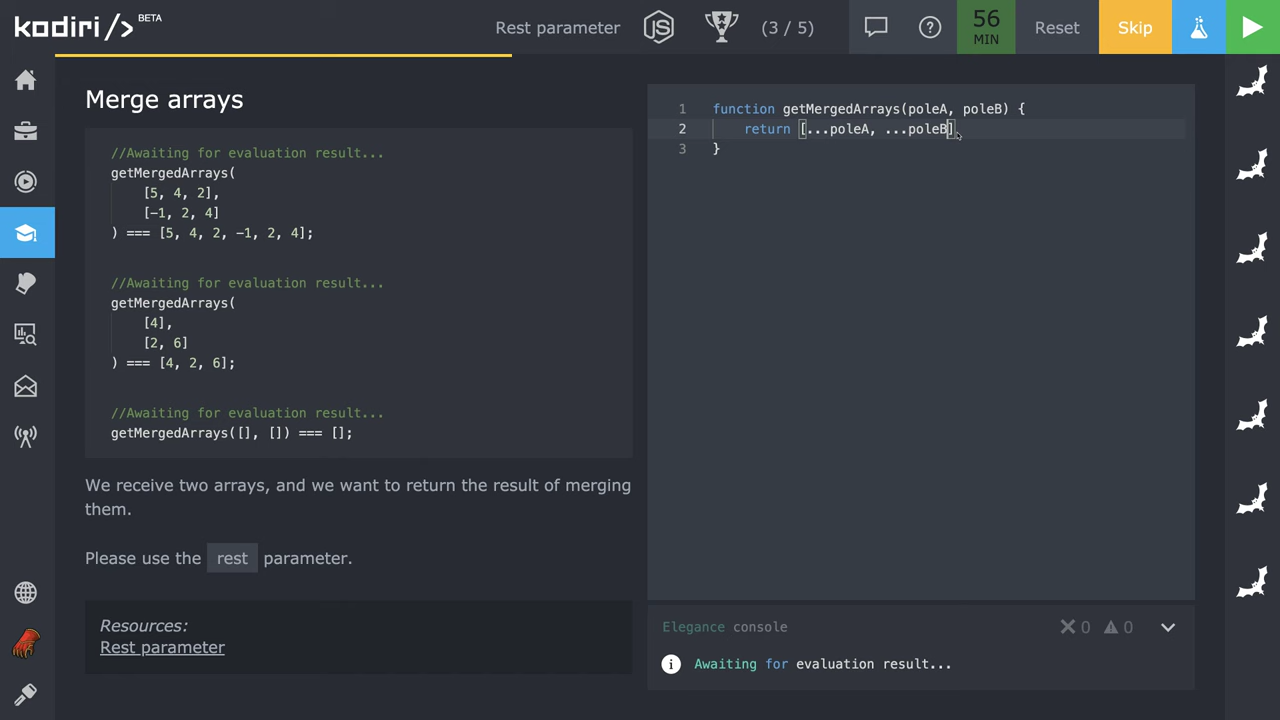 kodiri /> BETA
Rest parameter
(3 / 5)
56
MIN
Reset
Skip
Merge arrays
//Awaiting for evaluation result...
getMergedArrays(
[5, 4, 2],
[-1, 2, 4]
) === [5, 4, 2, -1, 2, 4];
//Awaiting for evaluation result...
getMergedArrays(
[4],
[2, 6]
) === [4, 2, 6];
//Awaiting for evaluation result...
getMergedArrays([], []) === [];
We receive two arrays, and we want to return the result of merging
them.
Please use the rest parameter.
Resources:
Rest parameter
1 function getMergedArrays(poleA, poleB) {
2 return [...poleA, ...poleB]
3 }
Elegance console
0 0
Awaiting for evaluation result...